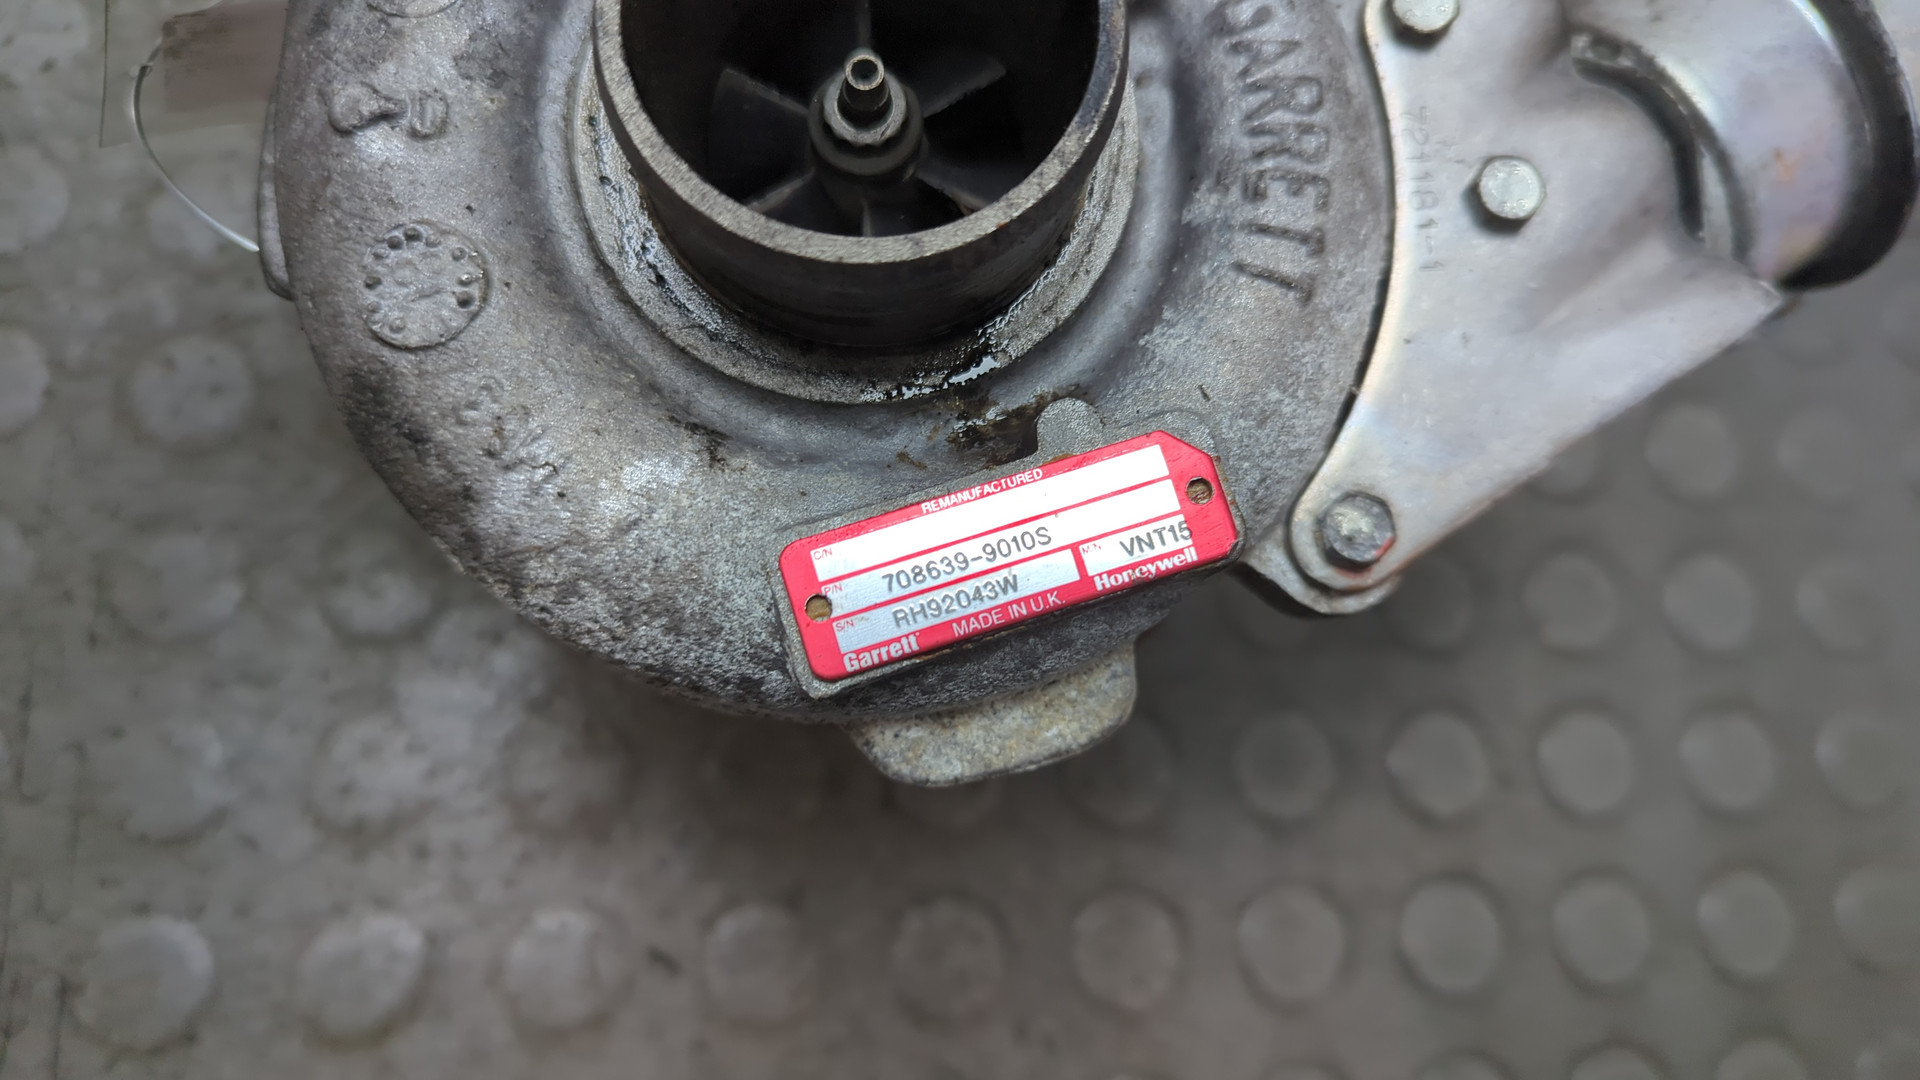 GARRETT
721181-1
REMANUFACTURED
C/N
P/N 708639-9010S
M/N VNT15
S/N RH92043W
Honeywell
Garrett MADE IN U.K.